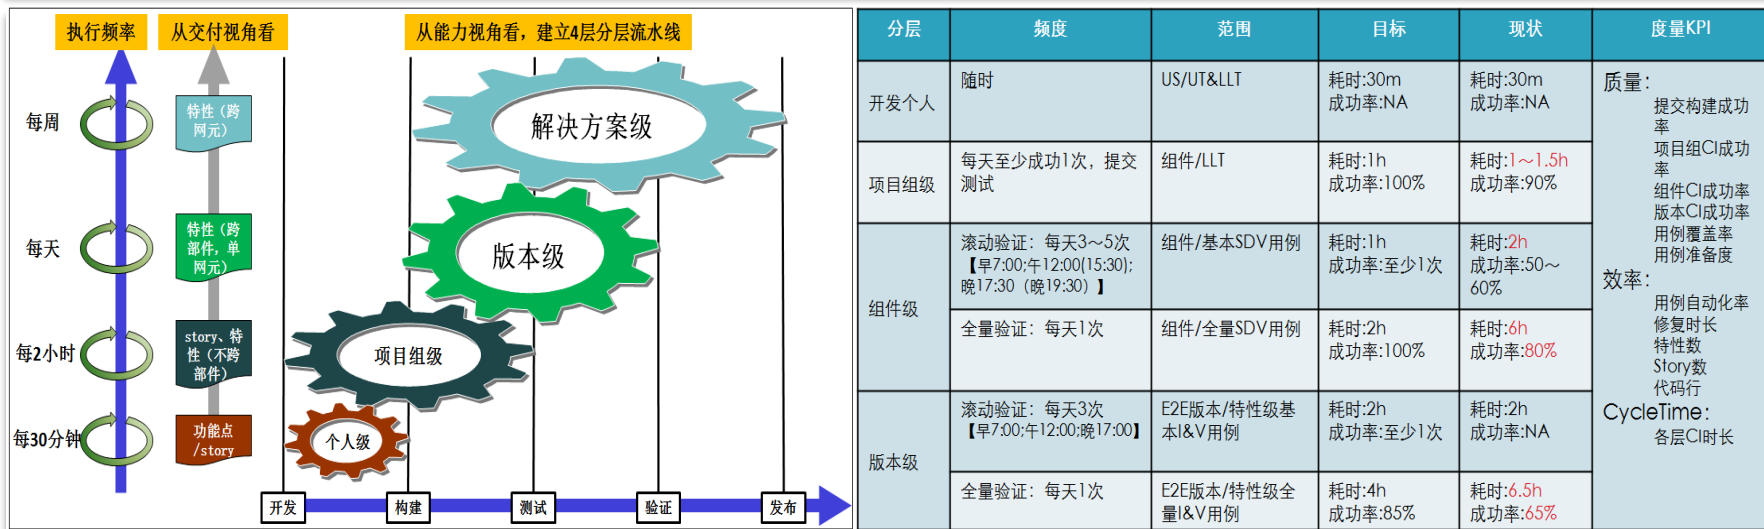 执行频率
从交付视角看
从能力视角看，建立4层分层流水线
每周
特性（跨
网元）
解决方案级
每天
特性（跨
部件，单
网元）
版本级
每2小时
story、特
性（不跨
部件）
项目组级
每30分钟
功能点
/story
个人级
开发
构建
测试
验证
发布
分层
频度
范围
目标
现状
度量KPI
开发个人
随时
US/UT&LLT
耗时:30m
成功率:NA
耗时:30m
成功率:NA
项目组级
每天至少成功1次，提交
测试
组件/LLT
耗时:1h
成功率:100%
耗时:1～1.5h
成功率:90%
组件级
滚动验证：每天3～5次
【早7:00;午12:00(15:30);
晚17:30（晚19:30）】
组件/基本SDV用例
耗时:1h
成功率:至少1次
耗时:2h
成功率:50～
60%
全量验证：每天1次
组件/全量SDV用例
耗时:2h
成功率:100%
耗时:6h
成功率:80%
版本级
滚动验证：每天3次
【早7:00;午12:00;晚17:00】
E2E版本/特性级基
本I&V用例
耗时:2h
成功率:至少1次
耗时:2h
成功率:NA
全量验证：每天1次
E2E版本/特性级全
量I&V用例
耗时:4h
成功率:85%
耗时:6.5h
成功率:65%
质量：
提交构建成功
率
项目组CI成功
率
组件CI成功率
版本CI成功率
用例覆盖率
用例准备度
效率：
用例自动化率
修复时长
特性数
Story数
代码行
CycleTime：
各层CI时长